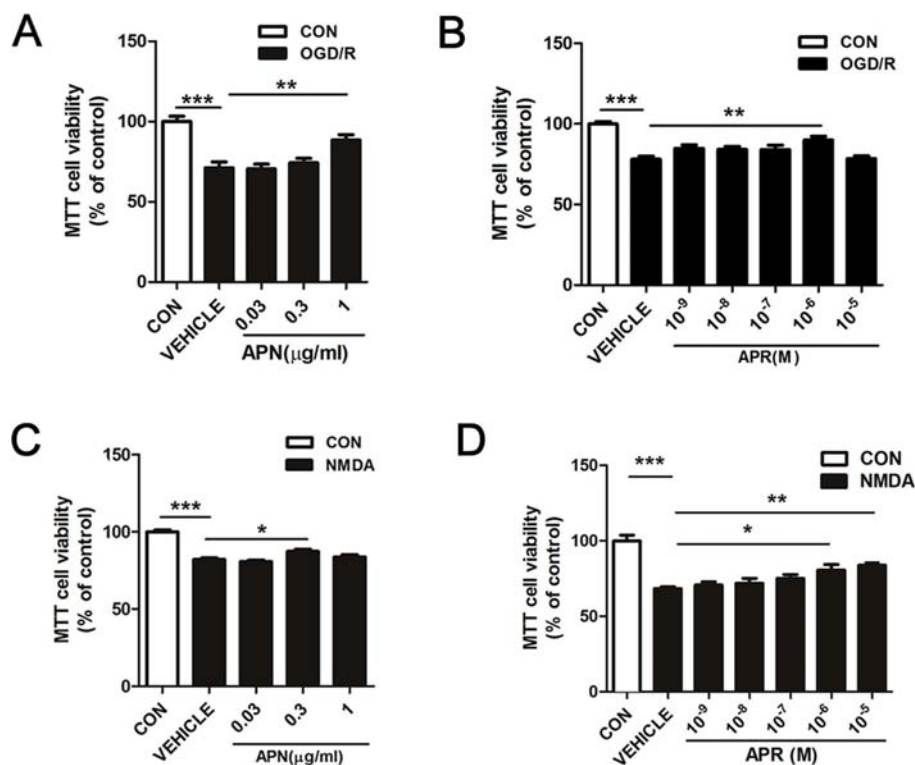 A
CON
OGD/R
MTT cell viability
(% of control)
150
100
50
0
***
**
CON
VEHICLE
0.03
0.3
1
APN(μg/ml)
B
CON
OGD/R
MTT cell viability
(% of control)
150
100
50
0
***
**
CON
VEHICLE
10⁻⁹
10⁻⁸
10⁻⁷
10⁻⁶
10⁻⁵
APR(M)
C
CON
NMDA
MTT cell viability
(% of control)
150
100
50
0
***
*
CON
VEHICLE
0.03
0.3
1
APN(μg/ml)
D
CON
NMDA
MTT cell viability
(% of control)
150
100
50
0
***
**
*
CON
VEHICLE
10⁻⁹
10⁻⁸
10⁻⁷
10⁻⁶
10⁻⁵
APR (M)